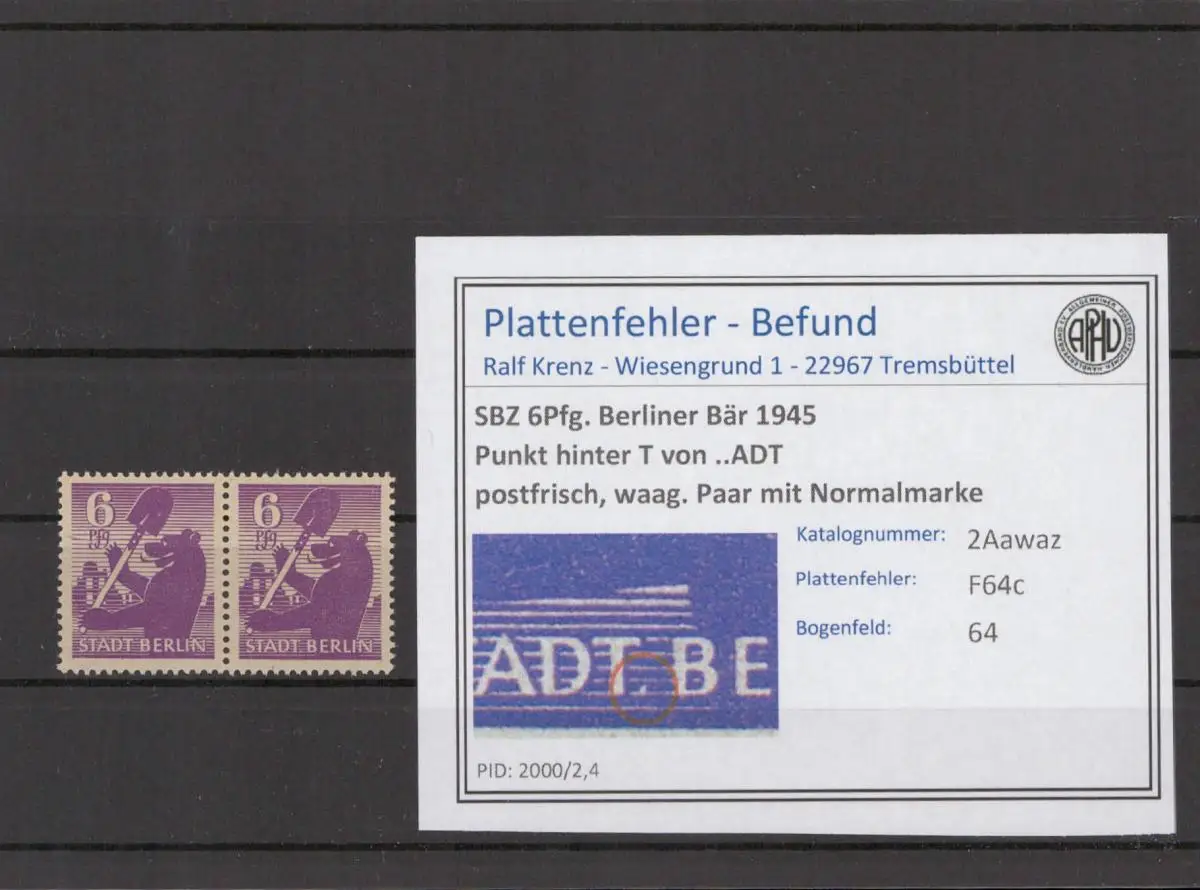 6
Pfg
STADT BERLIN
6
Pfg
STADT BERLIN
Plattenfehler - Befund
Ralf Krenz - Wiesengrund 1 - 22967 Tremsbüttel
APHV
SBZ 6Pfg. Berliner Bär 1945
Punkt hinter T von ..ADT
postfrisch, waag. Paar mit Normalmarke
ADT BE
Katalognummer: 2Aawaz
Plattenfehler: F64c
Bogenfeld: 64
PID: 2000/2,4